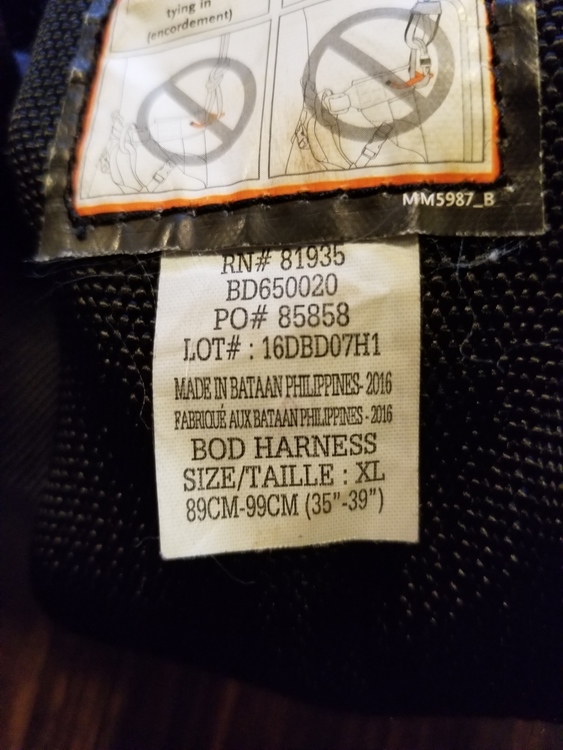 tying in
(encordement)
MM5987_B
RN# 81935
BD650020
PO# 85858
LOT# : 16DBD07H1
MADE IN BATAAN PHILIPPINES- 2016
FABRIQUÉ AUX BATAAN PHILIPPINES - 2016
BOD HARNESS
SIZE/TAILLE : XL
89CM-99CM (35"-39")